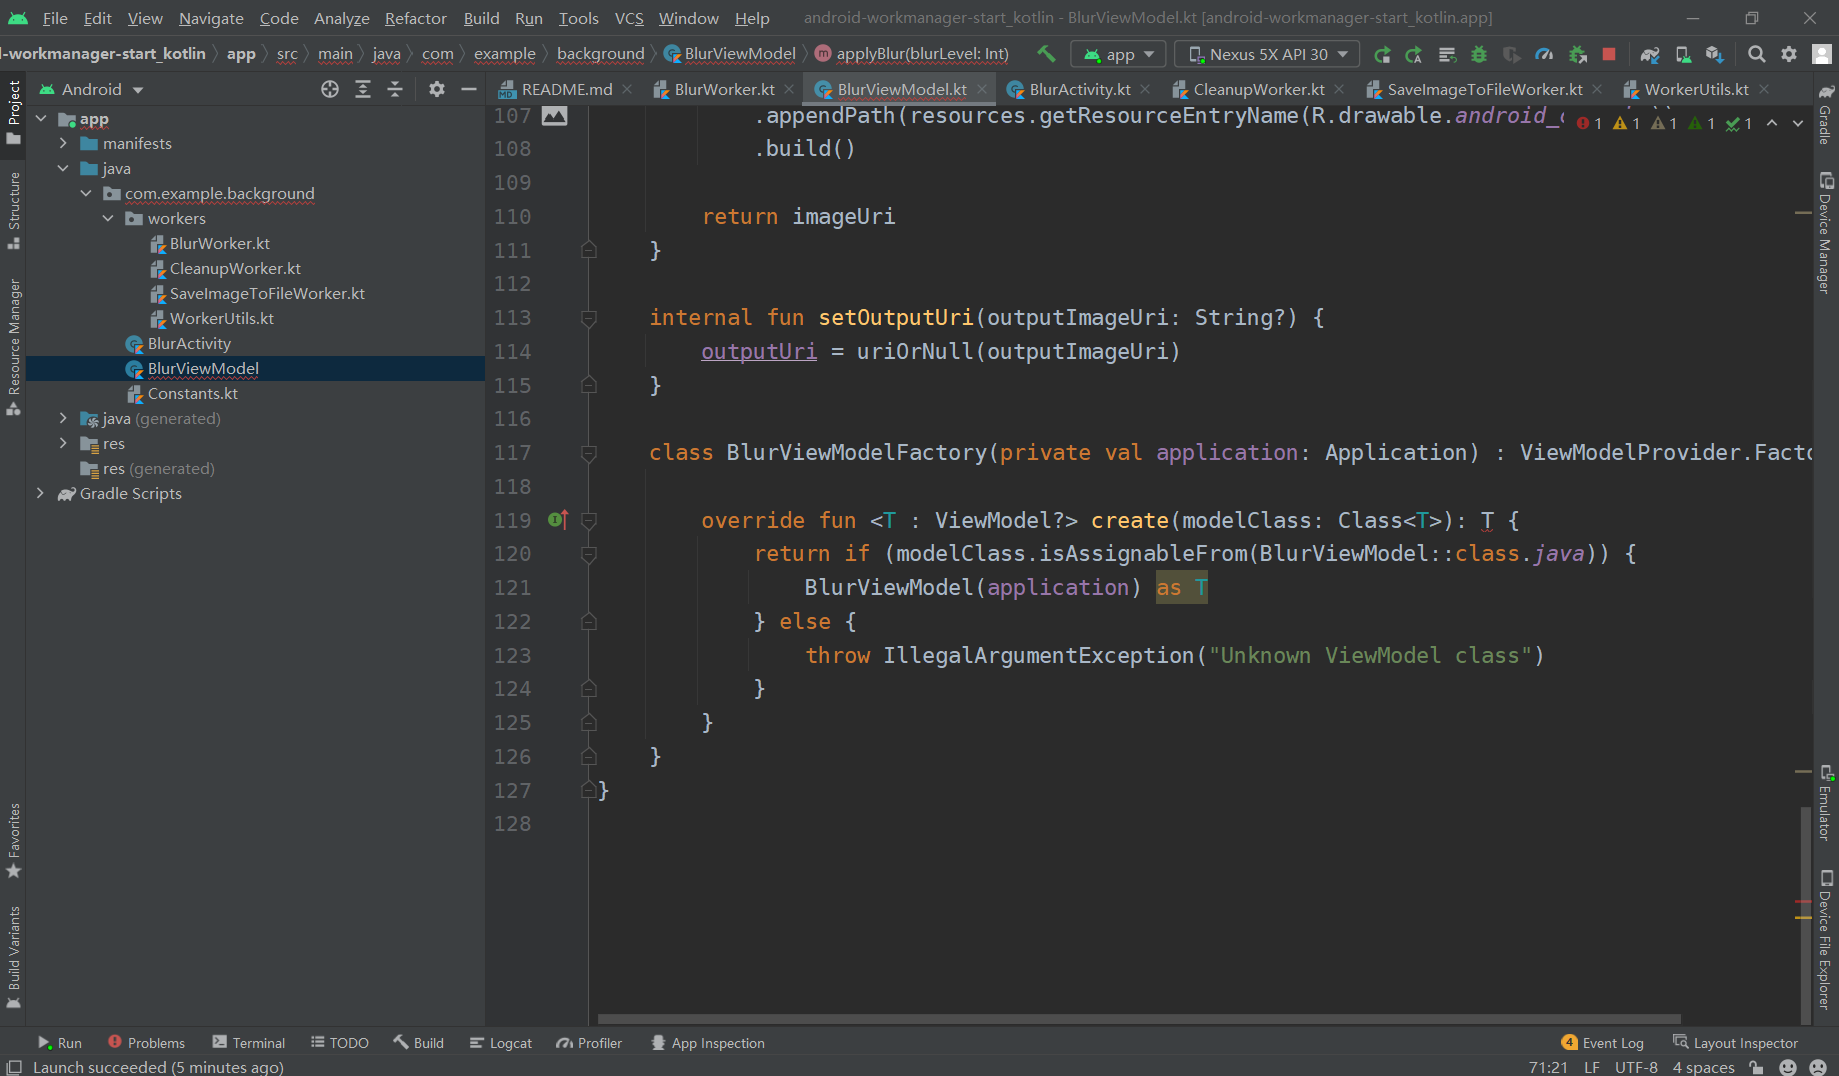 File Edit View Navigate Code Analyze Refactor Build Run Tools VCS Window Help android-workmanager-start_kotlin - BlurViewModel.kt [android-workmanager-start_kotlin.app]
l-workmanager-start_kotlin app src main java com example background BlurViewModel applyBlur(blurLevel: Int) app Nexus 5X API 30
Project
Structure
Resource Manager
Favorites
Build Variants
Android
app
manifests
java
com.example.background
workers
BlurWorker.kt
CleanupWorker.kt
SaveImageToFileWorker.kt
WorkerUtils.kt
BlurActivity
BlurViewModel
Constants.kt
java (generated)
res
res (generated)
Gradle Scripts
README.md BlurWorker.kt BlurViewModel.kt BlurActivity.kt CleanupWorker.kt SaveImageToFileWorker.kt WorkerUtils.kt
1 1 1 1 1
107 .appendPath(resources.getResourceEntryName(R.drawable.android_
108 .build()
109
110 return imageUri
111 }
112
113 internal fun setOutputUri(outputImageUri: String?) {
114 outputUri = uriOrNull(outputImageUri)
115 }
116
117 class BlurViewModelFactory(private val application: Application) : ViewModelProvider.Facto
118
119 override fun <T : ViewModel?> create(modelClass: Class<T>): T {
120 return if (modelClass.isAssignableFrom(BlurViewModel::class.java)) {
121 BlurViewModel(application) as T
122 } else {
123 throw IllegalArgumentException("Unknown ViewModel class")
124 }
125 }
126 }
127 }
128
Gradle
Device Manager
Emulator
Device File Explorer
Run Problems Terminal TODO Build Logcat Profiler App Inspection 4 Event Log Layout Inspector
Launch succeeded (5 minutes ago) 71:21 LF UTF-8 4 spaces